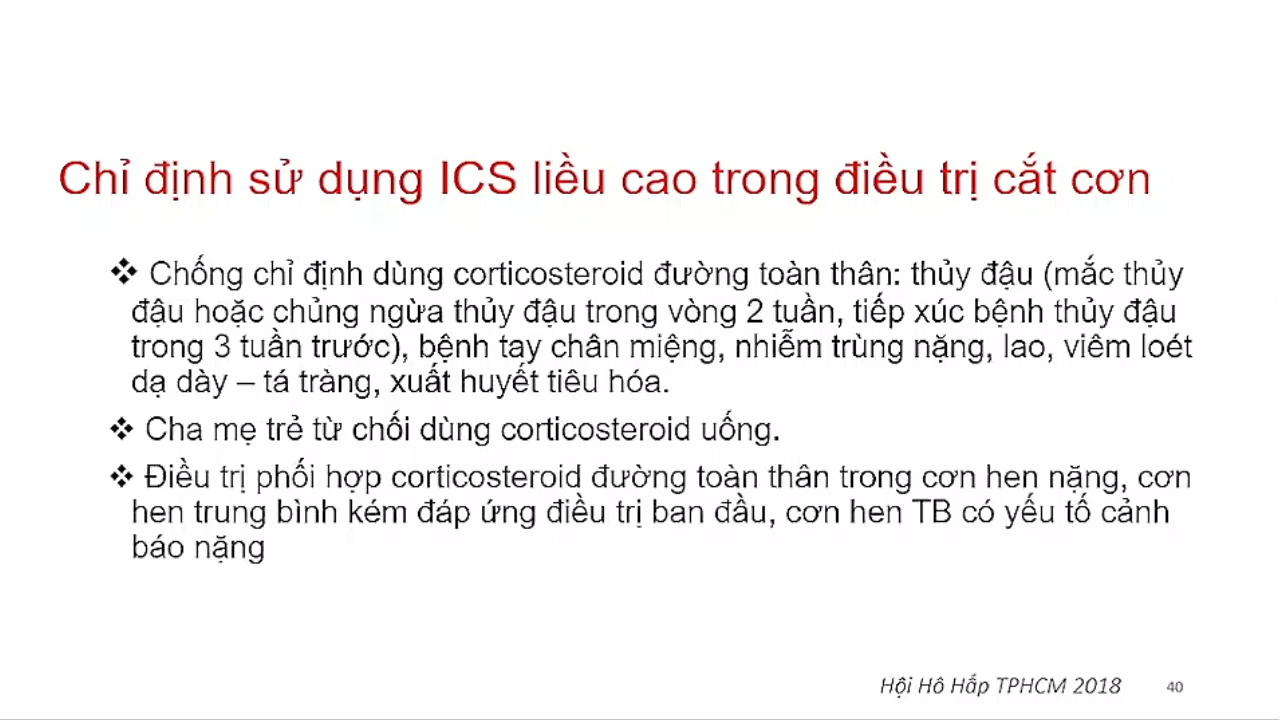 Chỉ định sử dụng ICS liều cao trong điều trị cắt cơn
❖ Chống chỉ định dùng corticosteroid đường toàn thân: thủy đậu (mắc thủy
đậu hoặc chủng ngừa thủy đậu trong vòng 2 tuần, tiếp xúc bệnh thủy đậu
trong 3 tuần trước), bệnh tay chân miệng, nhiễm trùng nặng, lao, viêm loét
dạ dày – tá tràng, xuất huyết tiêu hóa.
❖ Cha mẹ trẻ từ chối dùng corticosteroid uống.
❖ Điều trị phối hợp corticosteroid đường toàn thân trong cơn hen nặng, cơn
hen trung bình kém đáp ứng điều trị ban đầu, cơn hen TB có yếu tố cảnh
báo nặng
Hội Hô Hấp TPHCM 2018
40